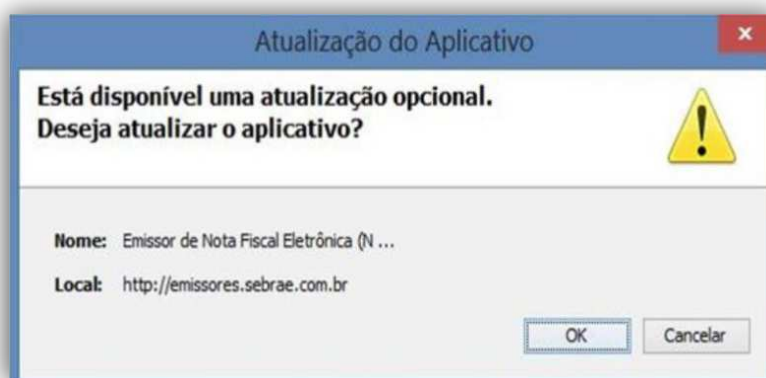 Atualização do Aplicativo
Está disponível uma atualização opcional.
Deseja atualizar o aplicativo?
Nome: Emissor de Nota Fiscal Eletrônica (N ...
Local: http://emissores.sebrae.com.br
OK Cancelar